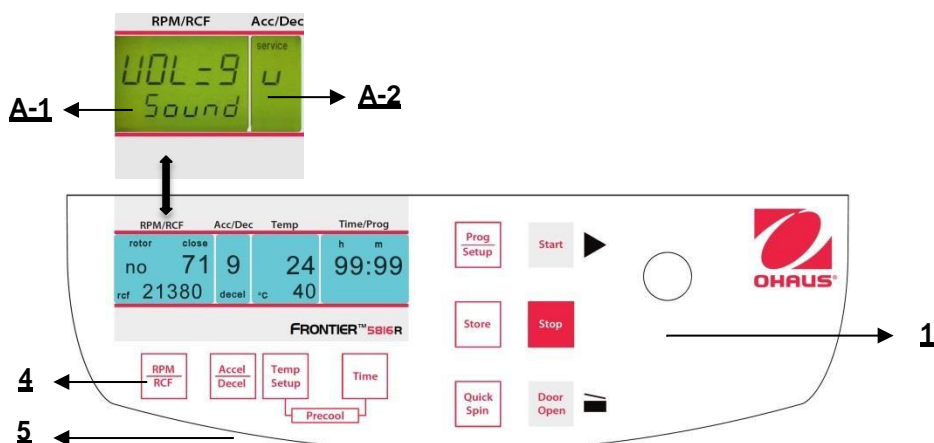 RPM/RCF Acc/Dec
service
VOL=9 u
Sound
A-1
A-2
RPM/RCF Acc/Dec Temp Time/Prog
rotor close h m
no 71 9 24 99:99
rcf 21380 decel °C 40
FRONTIER™5816R
RPM
RCF
Accel
Decel
Temp
Setup
Time
Precool
Prog
Setup
Start
Store
Stop
Quick
Spin
Door
Open
OHAUS®
1
4
5